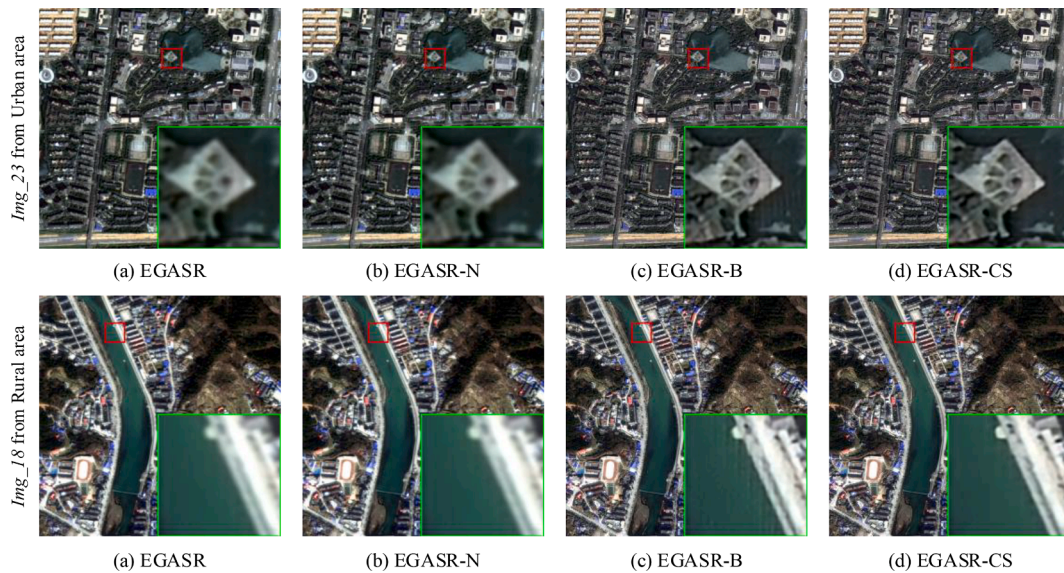 Img_23 from Urban area
(a) EGASR
(b) EGASR-N
(c) EGASR-B
(d) EGASR-CS
Img_18 from Rural area
(a) EGASR
(b) EGASR-N
(c) EGASR-B
(d) EGASR-CS